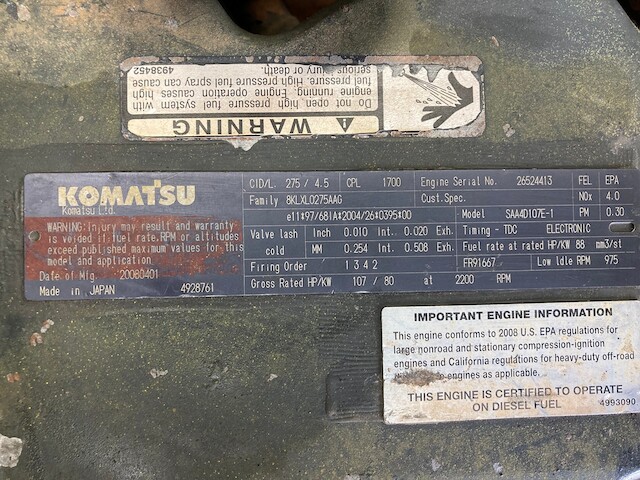 WARNING
Do not open high pressure fuel system with
engine running. Engine operation causes high
fuel pressure. High pressure fuel spray can cause
serious injury or death.
4938452
KOMATSU
Komatsu Ltd.
WARNING: Injury may result and warranty
is voided if fuel rate, RPM or altitudes
exceed published maximum values for this
model and application.
Date of Mfg. 20080401
Made in JAPAN 4928761
CID/L. 275 / 4.5 CPL 1700 Engine Serial No. 26524413 FEL EPA
Family 8KLXL0275AAG Cust.Spec. NOx 4.0
e11*97/68IA*2004/26*0395*00 Model SAA4D107E-1 PM 0.30
Valve lash Inch 0.010 Int. 0.020 Exh. Timing - TDC ELECTRONIC
cold MM 0.254 Int. 0.508 Exh. Fuel rate at rated HP/KW 88 mm3/st
Firing Order 1 3 4 2 FR91667 Low Idle RPM 975
Gross Rated HP/KW 107 / 80 at 2200 RPM
IMPORTANT ENGINE INFORMATION
This engine conforms to 2008 U.S. EPA regulations for
large nonroad and stationary compression-ignition
engines and California regulations for heavy-duty off-road
engines as applicable.
THIS ENGINE IS CERTIFIED TO OPERATE
ON DIESEL FUEL 4993090